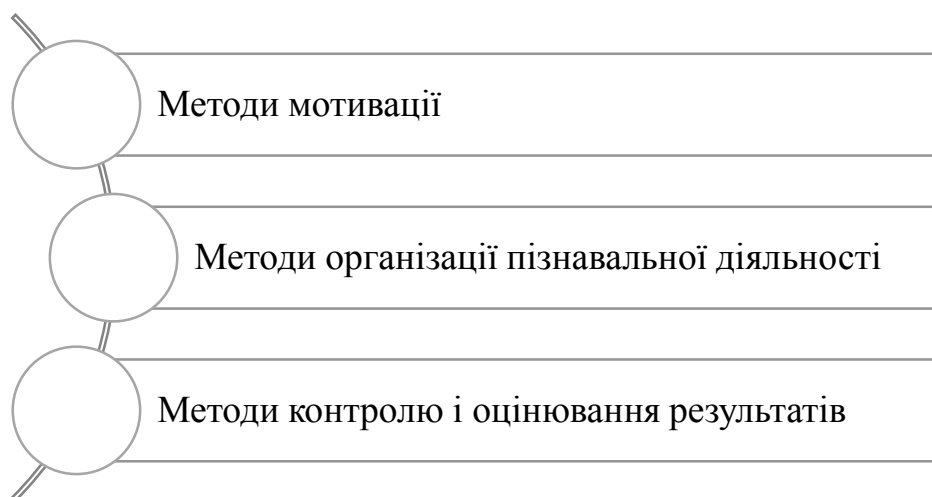 Методи мотивації
Методи організації пізнавальної діяльності
Методи контролю і оцінювання результатів